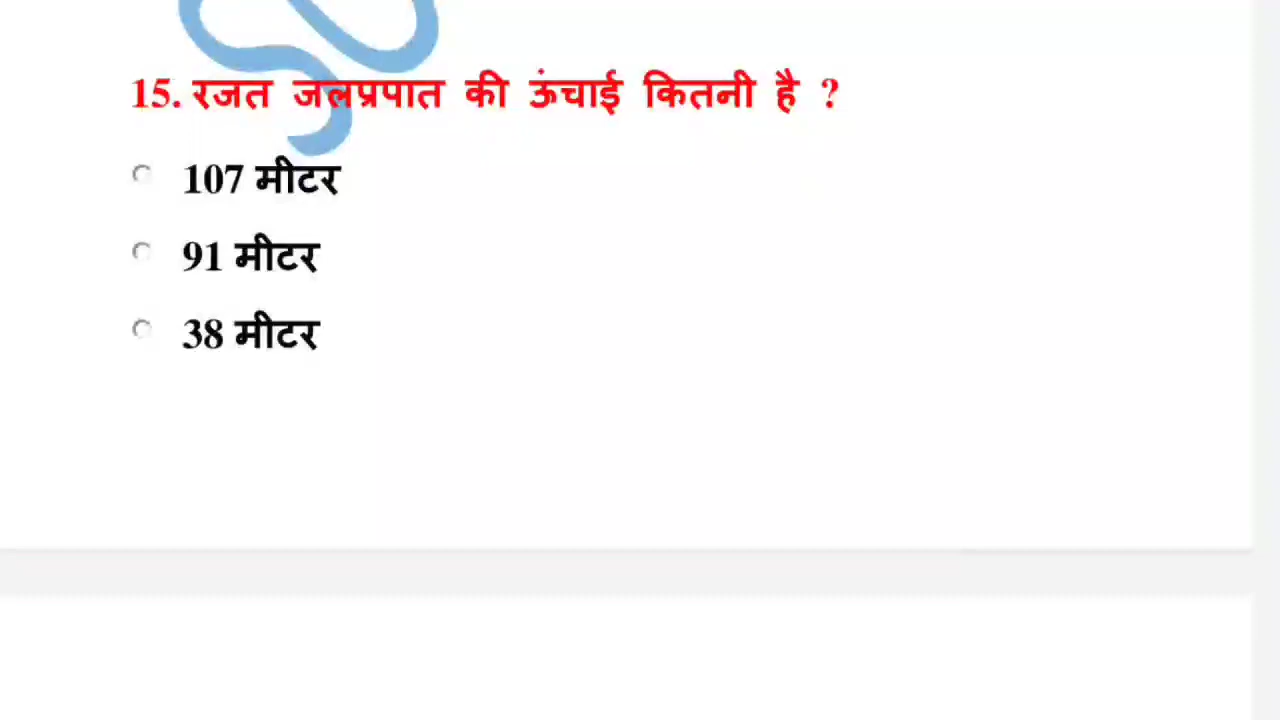 15. रजत जलप्रपात की ऊंचाई कितनी है ?
107 मीटर
91 मीटर
38 मीटर